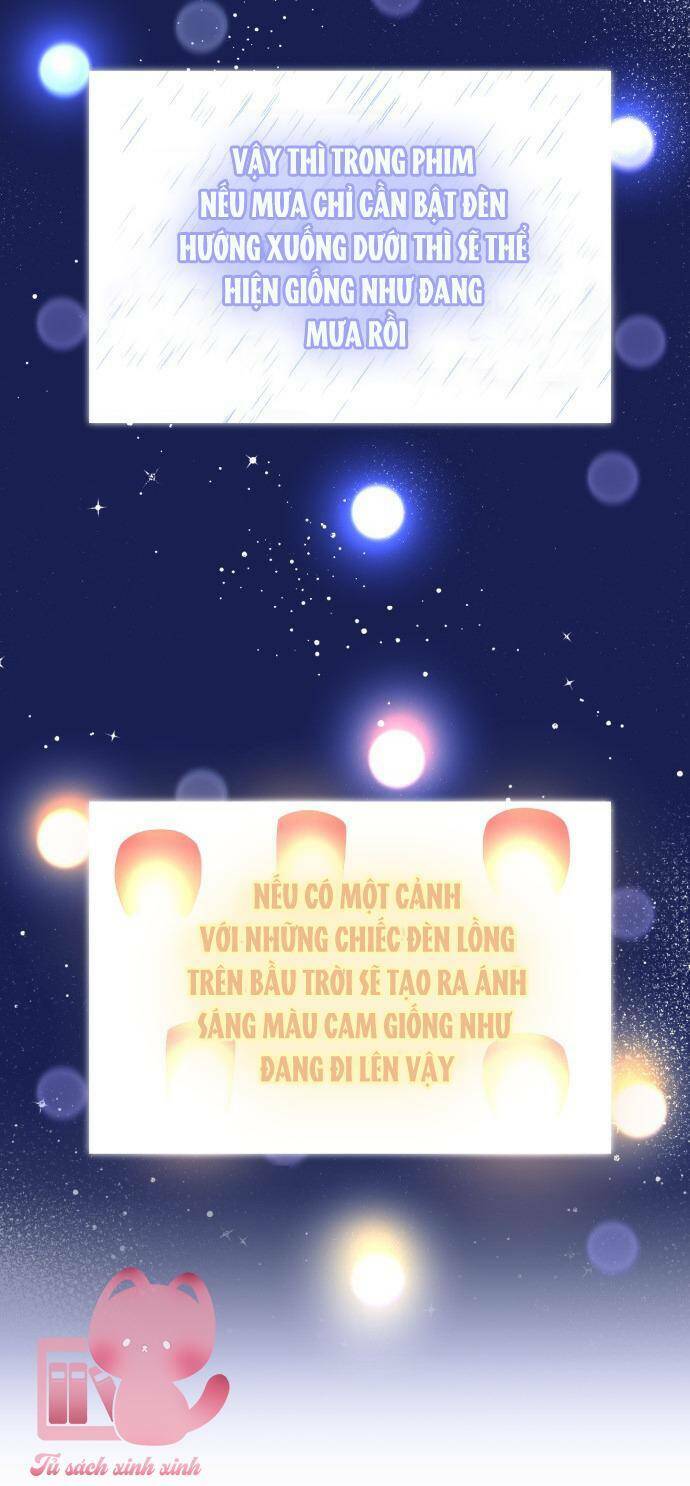 VẬY THÌ TRONG PHIM
NẾU MƯA CHỈ CẦN BẬT ĐÈN
HƯỚNG XUỐNG DƯỚI THÌ SẼ THỂ
HIỆN GIỐNG NHƯ ĐANG
MƯA RỒI
NẾU CÓ MỘT CẢNH
VỚI NHỮNG CHIẾC ĐÈN LỒNG
TRÊN BẦU TRỜI SẼ TẠO RA ÁNH
SÁNG MÀU CAM GIỐNG NHƯ
ĐANG ĐI LÊN VẬY
Tủ sách xinh xinh